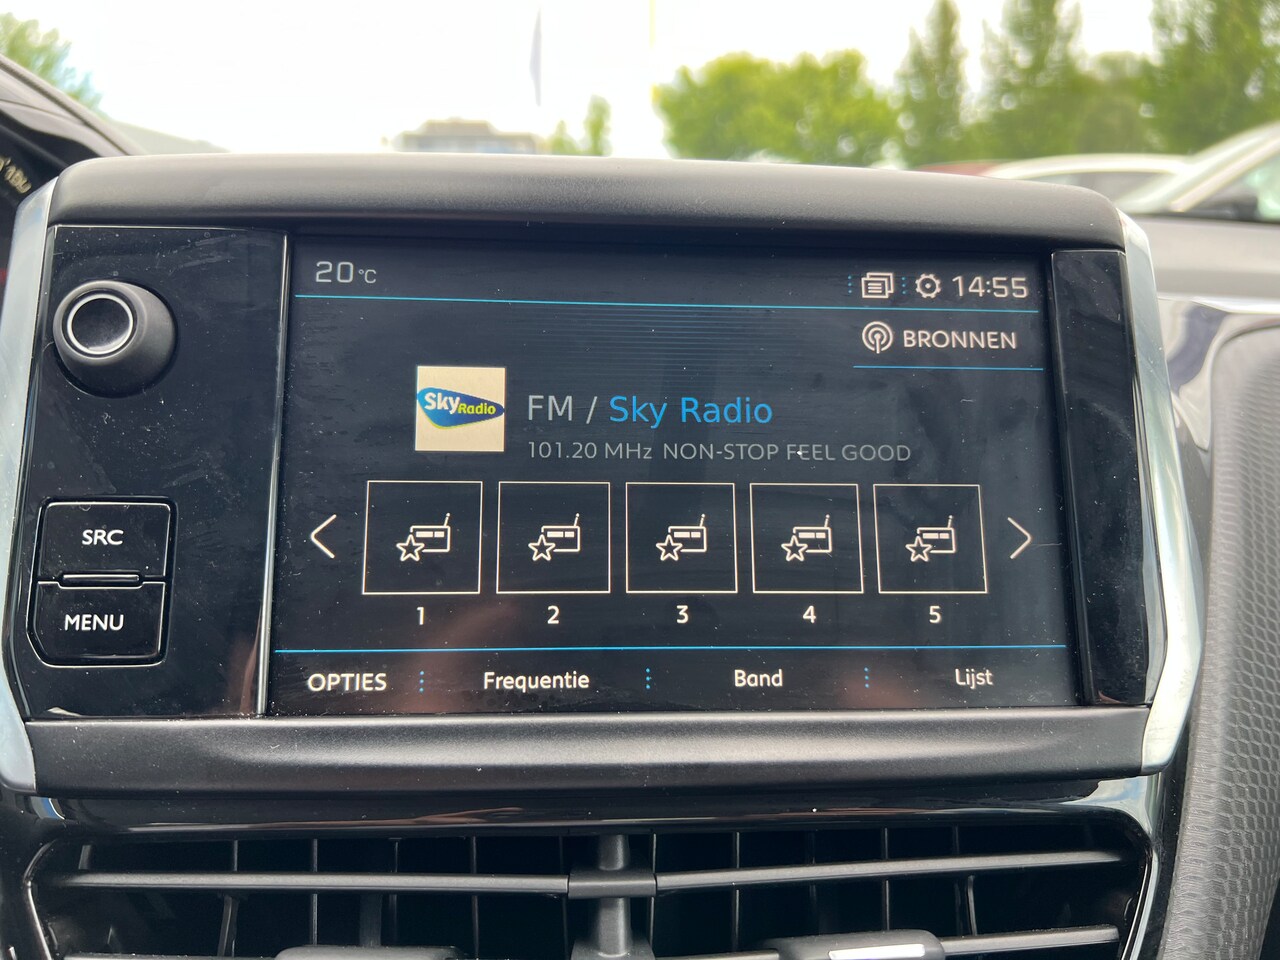 20°C
14:55
BRONNEN
Sky Radio
FM / Sky Radio
101.20 MHz NON-STOP FEEL GOOD
1 2 3 4 5
SRC
MENU
OPTIES Frequentie Band Lijst